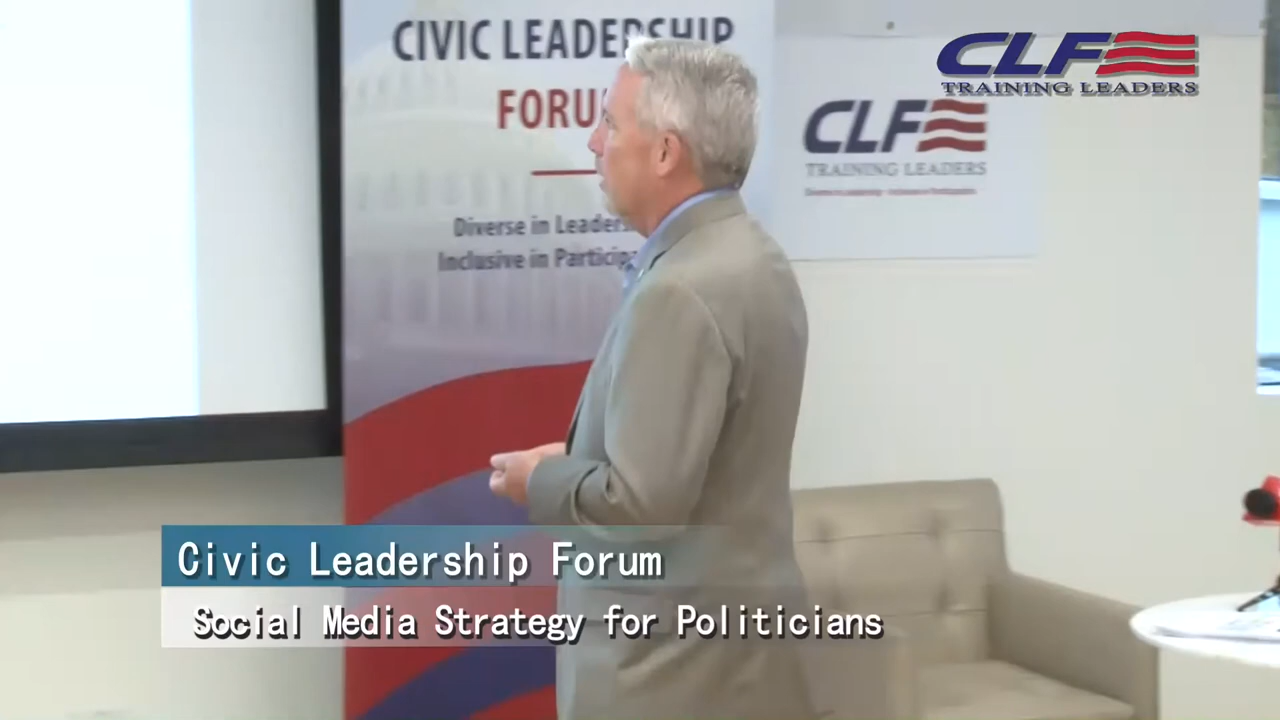 CIVIC LEADERSHIP
FORU
Diverse in Leaders
Inclusive in Particip
CLF
TRAINING LEADERS
CLF
TRAINING LEADERS
Civic Leadership Forum
Social Media Strategy for Politicians